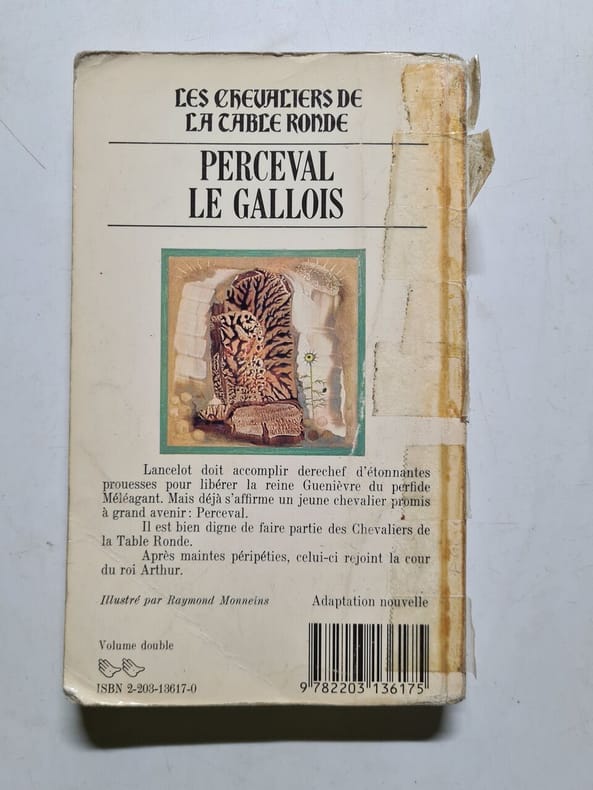 LES CHEVALIERS DE
LA TABLE RONDE
PERCEVAL
LE GALLOIS
Lancelot doit accomplir derechef d'étonnantes
prouesses pour libérer la reine Guenièvre du perfide
Méléagant. Mais déjà s'affirme un jeune chevalier promis
à grand avenir : Perceval.
Il est bien digne de faire partie des Chevaliers de
la Table Ronde.
Après maintes péripéties, celui-ci rejoint la cour
du roi Arthur.
Illustré par Raymond Monneins Adaptation nouvelle
Volume double
ISBN 2-203-13617-0
9 782203 136175